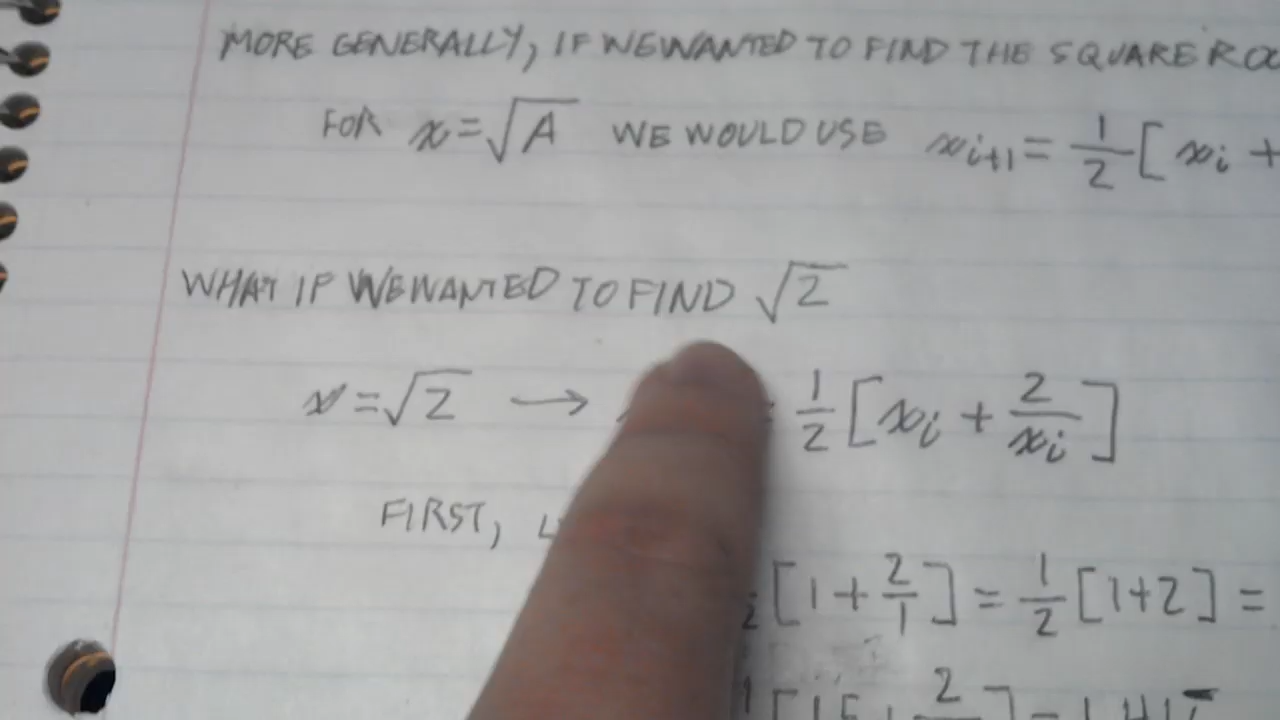 MORE GENERALLY, IF WE WANTED TO FIND THE SQUARE
FOR x = √A WE WOULD USE x_{i+1} = 1/2 [ x_i +
WHAT IF WE WANTED TO FIND √2
x = √2 → 1/2 [ x_i + 2/x_i ]
FIRST,
[ 1 + 2/1 ] = 1/2 [ 1 + 2 ] =